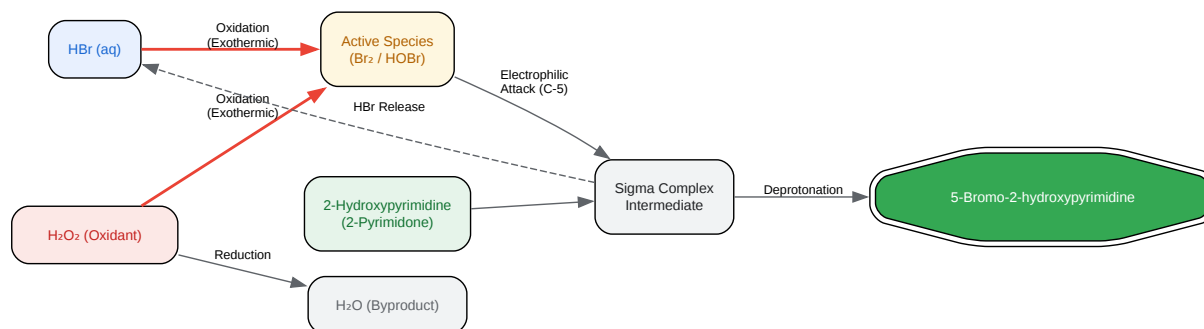 HBr (aq)
Oxidation
(Exothermic)
Active Species
(Br₂ / HOBr)
Electrophilic
Attack (C-5)
Oxidation
(Exothermic)
HBr Release
2-Hydroxypyrimidine
(2-Pyrimidone)
Sigma Complex
Intermediate
Deprotonation
5-Bromo-2-hydroxypyrimidine
H₂O₂ (Oxidant)
Reduction
H₂O (Byproduct)